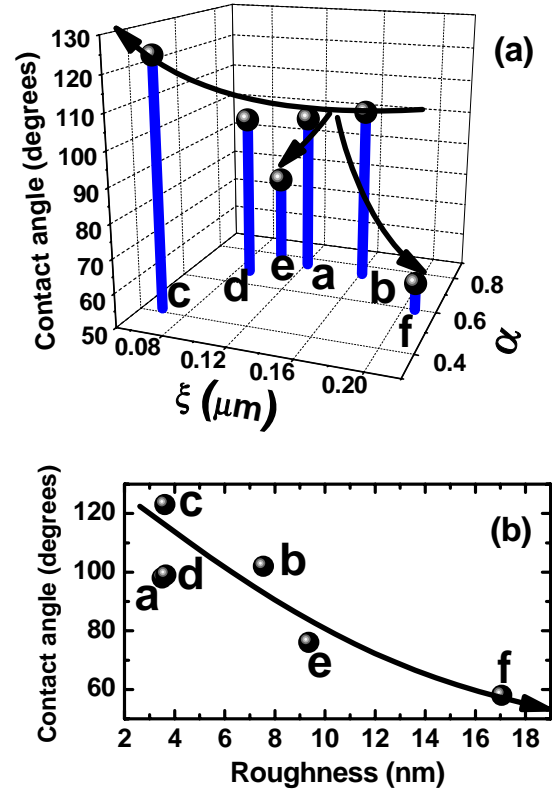 (a)
Contact angle (degrees)
130
120
110
100
90
80
70
60
50
c
d
e
a
b
f
0.08
0.12
0.16
0.20
ξ (μm)
0.4
0.6
0.8
α
(b)
Contact angle (degrees)
120
100
80
60
c
a
d
b
e
f
2 4 6 8 10 12 14 16 18
Roughness (nm)